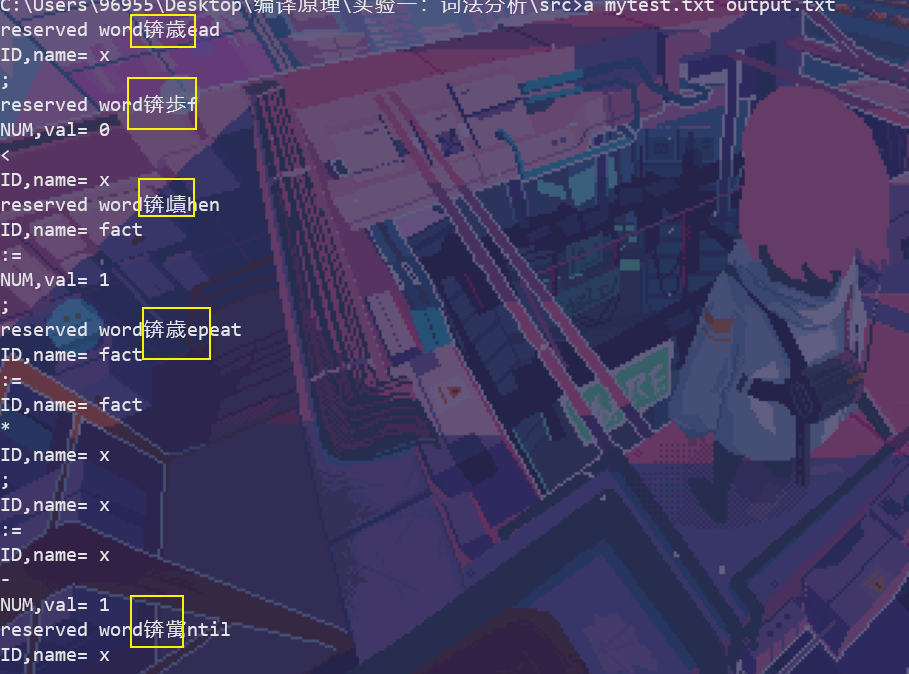 C:\Users\96955\Desktop\编译原理\实验一：词法分析\src>a mytest.txt output.txt
reserved word锛歳ead
ID,name= x
;
reserved word锛歩f
NUM,val= 0
<
ID,name= x
reserved word锛歵hen
ID,name= fact
:=
NUM,val= 1
;
reserved word锛歳epeat
ID,name= fact
:=
ID,name= fact
*
ID,name= x
;
ID,name= x
:=
ID,name= x
-
NUM,val= 1
reserved word锛歶ntil
ID,name= x